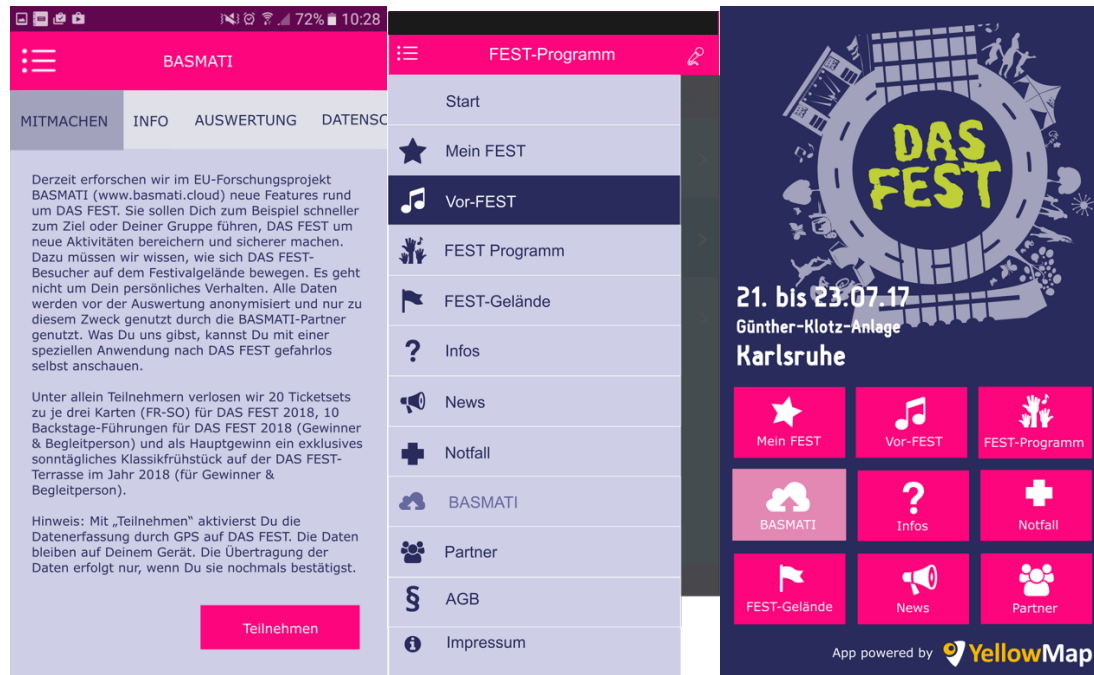 72% 10:28
BASMATI
MITMACHEN INFO AUSWERTUNG DATENSC
Derzeit erforschen wir im EU-Forschungsprojekt
BASMATI (www.basmati.cloud) neue Features rund
um DAS FEST. Sie sollen Dich zum Beispiel schneller
zum Ziel oder Deiner Gruppe führen, DAS FEST um
neue Aktivitäten bereichern und sicherer machen.
Dazu müssen wir wissen, wie sich DAS FEST-
Besucher auf dem Festivalgelände bewegen. Es geht
nicht um Dein persönliches Verhalten. Alle Daten
werden vor der Auswertung anonymisiert und nur zu
diesem Zweck genutzt durch die BASMATI-Partner
genutzt. Was Du uns gibst, kannst Du mit einer
speziellen Anwendung nach DAS FEST gefahrlos
selbst anschauen.
Unter allein Teilnehmern verlosen wir 20 Ticketsets
zu je drei Karten (FR-SO) für DAS FEST 2018, 10
Backstage-Führungen für DAS FEST 2018 (Gewinner
& Begleitperson) und als Hauptgewinn ein exklusives
sonntägliches Klassikfrühstück auf der DAS FEST-
Terrasse im Jahr 2018 (für Gewinner &
Begleitperson).
Hinweis: Mit „Teilnehmen“ aktivierst Du die
Datenerfassung durch GPS auf DAS FEST. Die Daten
bleiben auf Deinem Gerät. Die Übertragung der
Daten erfolgt nur, wenn Du sie nochmals bestätigst.
Teilnehmen
FEST-Programm
Start
Mein FEST
Vor-FEST
FEST Programm
FEST-Gelände
Infos
News
Notfall
BASMATI
Partner
AGB
Impressum
DAS
FEST
21. bis 23.07.17
Günther-Klotz-Anlage
Karlsruhe
Mein FEST Vor-FEST FEST-Programm
BASMATI Infos Notfall
FEST-Gelände News Partner
App powered by YellowMap